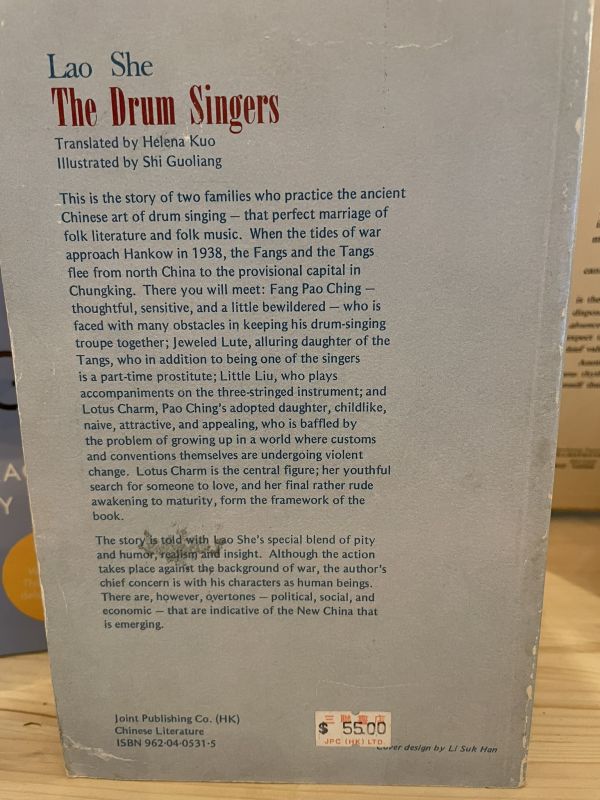 Lao She
The Drum Singers
Translated by Helena Kuo
Illustrated by Shi Guoliang
This is the story of two families who practice the ancient
Chinese art of drum singing — that perfect marriage of
folk literature and folk music. When the tides of war
approach Hankow in 1938, the Fangs and the Tangs
flee from north China to the provisional capital in
Chungking. There you will meet: Fang Pao Ching —
thoughtful, sensitive, and a little bewildered — who is
faced with many obstacles in keeping his drum-singing
troupe together; Jeweled Lute, alluring daughter of the
Tangs, who in addition to being one of the singers
is a part-time prostitute; Little Liu, who plays
accompaniments on the three-stringed instrument; and
Lotus Charm, Pao Ching's adopted daughter, childlike,
naive, attractive, and appealing, who is baffled by
the problem of growing up in a world where customs
and conventions themselves are undergoing violent
change. Lotus Charm is the central figure; her youthful
search for someone to love, and her final rather rude
awakening to maturity, form the framework of the
book.
The story is told with Lao She's special blend of pity
and humor, realism and insight. Although the action
takes place against the background of war, the author's
chief concern is with his characters as human beings.
There are, however, overtones — political, social, and
economic — that are indicative of the New China that
is emerging.
Joint Publishing Co. (HK)
Chinese Literature
ISBN 962·04·0531·5
三聯書店
$ 55.00
JPC (HK) LTD
Cover design by Li Suk Han